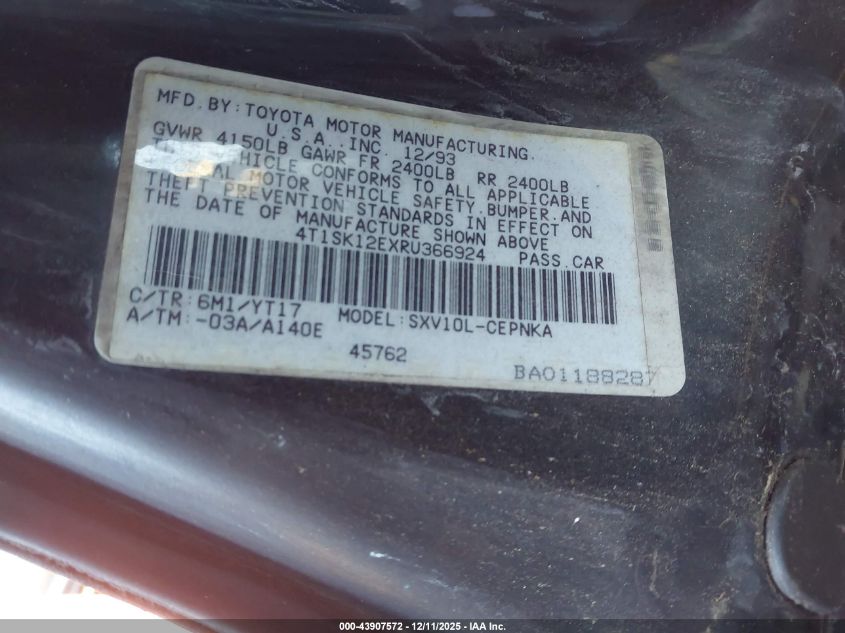 MFD.BY:TOYOTA MOTOR MANUFACTURING.
U.S.A.,INC. 12/93
GVWR 4150LB GAWR FR 2400LB RR 2400LB
VEHICLE CONFORMS TO ALL APPLICABLE
MOTOR VEHICLE SAFETY,BUMPER,AND
THEFT PREVENTION STANDARDS IN EFFECT ON
THE DATE OF MANUFACTURE SHOWN ABOVE
4T1SK12EXRU366924 PASS.CAR
C/TR:6M1/YT17 MODEL:SXV10L-CEPNKA
A/TM:-03A/A140E
45762
BA01188287
000-43907572 - 12/11/2025 - IAA Inc.